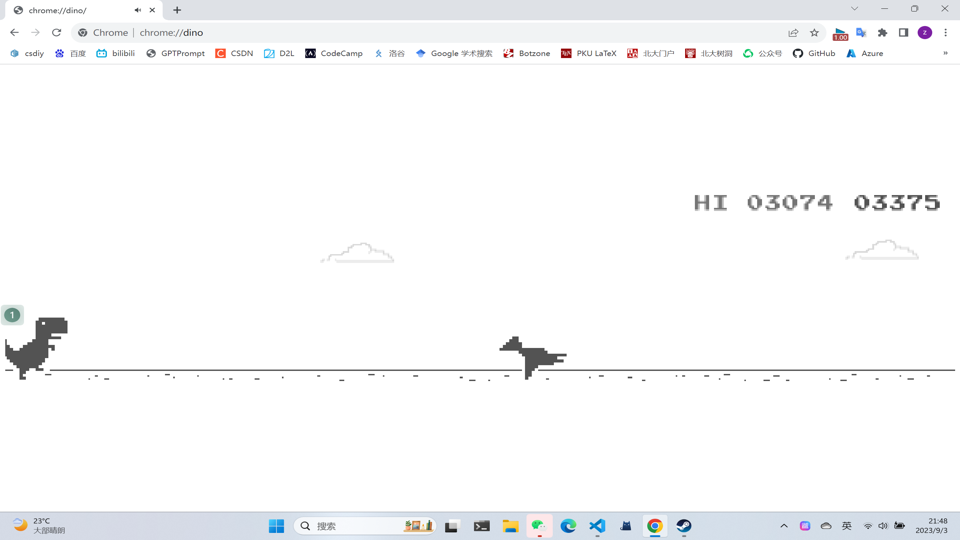 chrome://dino/
Chrome | chrome://dino
1.00
z
csdiy 百度 bilibili GPTPrompt CSDN D2L CodeCamp 洛谷 Google 学术搜索 Botzone PKU LaTeX 北大门户 北大树洞 公众号 GitHub Azure »
HI 03074 03375
1
23°C
大部晴朗
搜索
英
21:48
2023/9/3